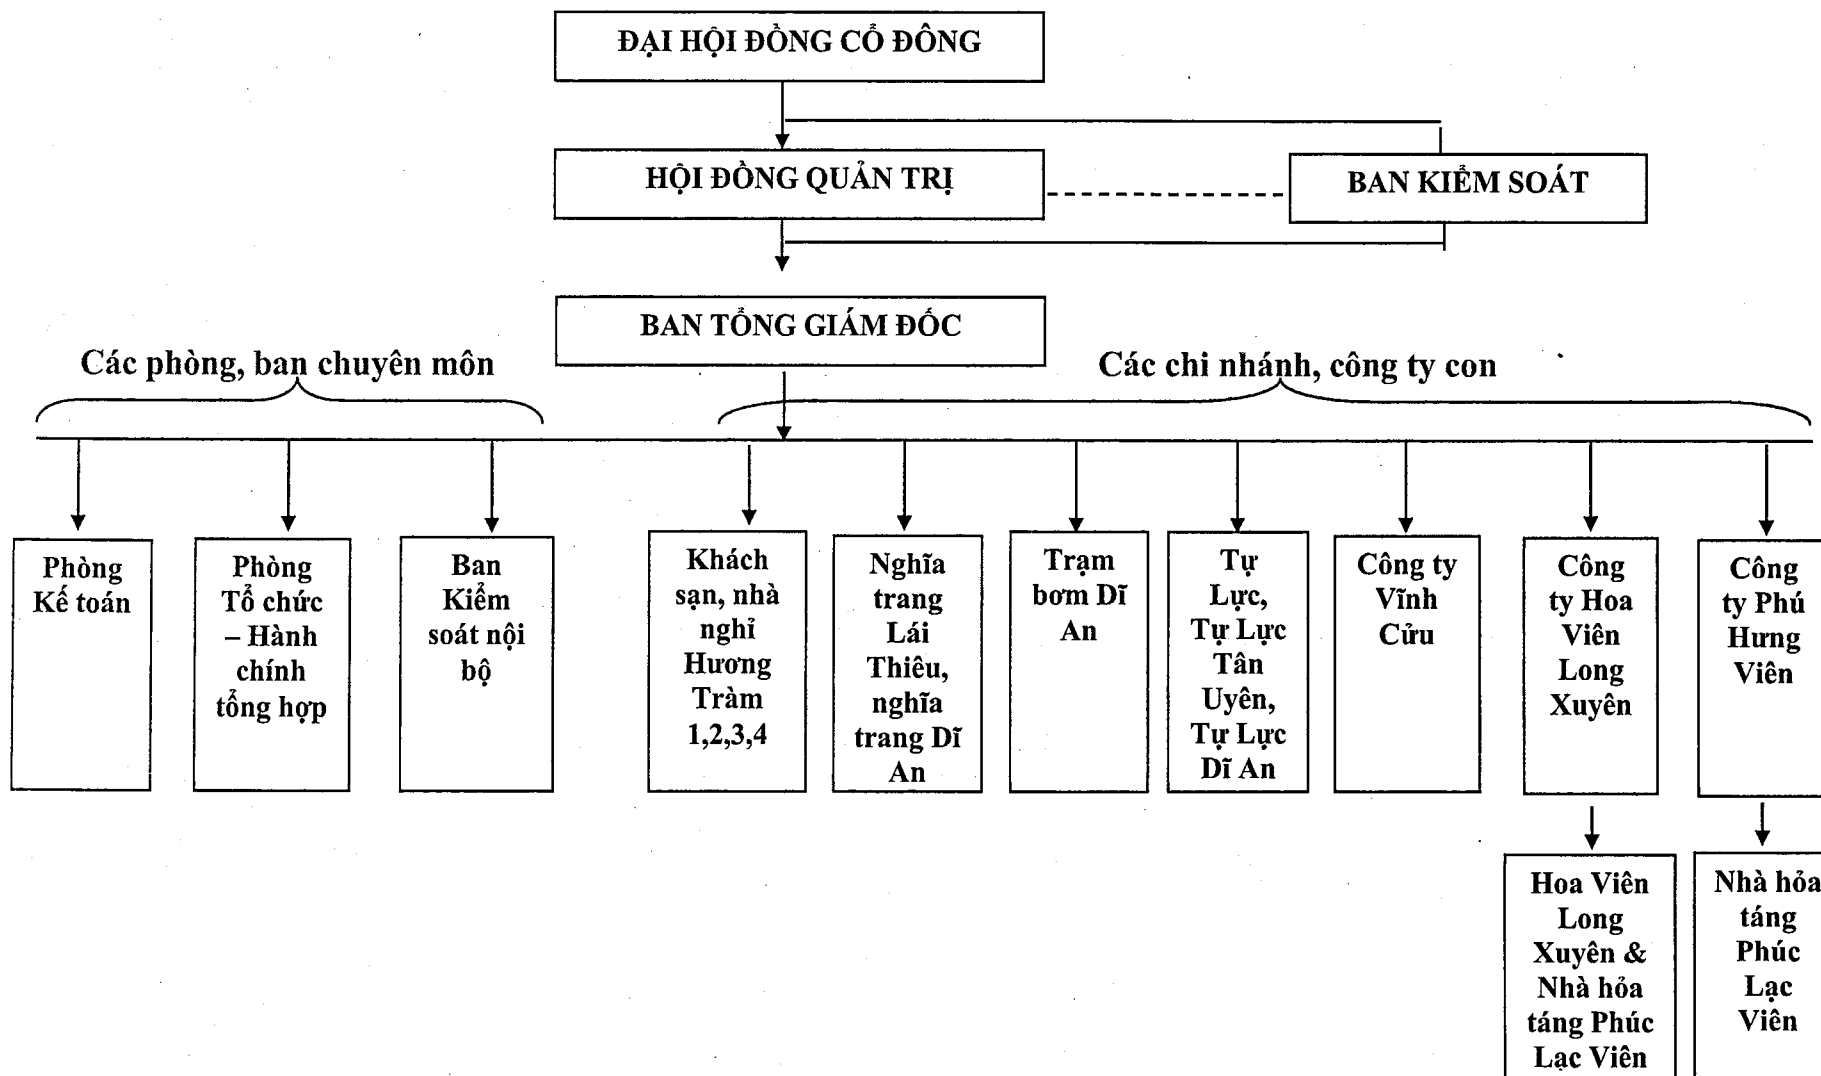 ĐẠI HỘI ĐỒNG CỔ ĐÔNG
HỘI ĐỒNG QUẢN TRỊ
BAN KIỂM SOÁT
BAN TỔNG GIÁM ĐỐC
Các phòng, ban chuyên môn
Các chi nhánh, công ty con
Phòng
Kế toán
Phòng
Tổ chức
– Hành
chính
tổng hợp
Ban
Kiểm
soát nội
bộ
Khách
sạn, nhà
nghỉ
Hương
Tràm
1,2,3,4
Nghĩa
trang
Lái
Thiêu,
nghĩa
trang Dĩ
An
Trạm
bơm Dĩ
An
Tự
Lực,
Tự Lực
Tân
Uyên,
Tự Lực
Dĩ An
Công ty
Vĩnh
Cửu
Công
ty Hoa
Viên
Long
Xuyên
Công
ty Phú
Hưng
Viên
Hoa Viên
Long
Xuyên &
Nhà hỏa
táng Phúc
Lạc Viên
Nhà hỏa
táng
Phúc
Lạc
Viên